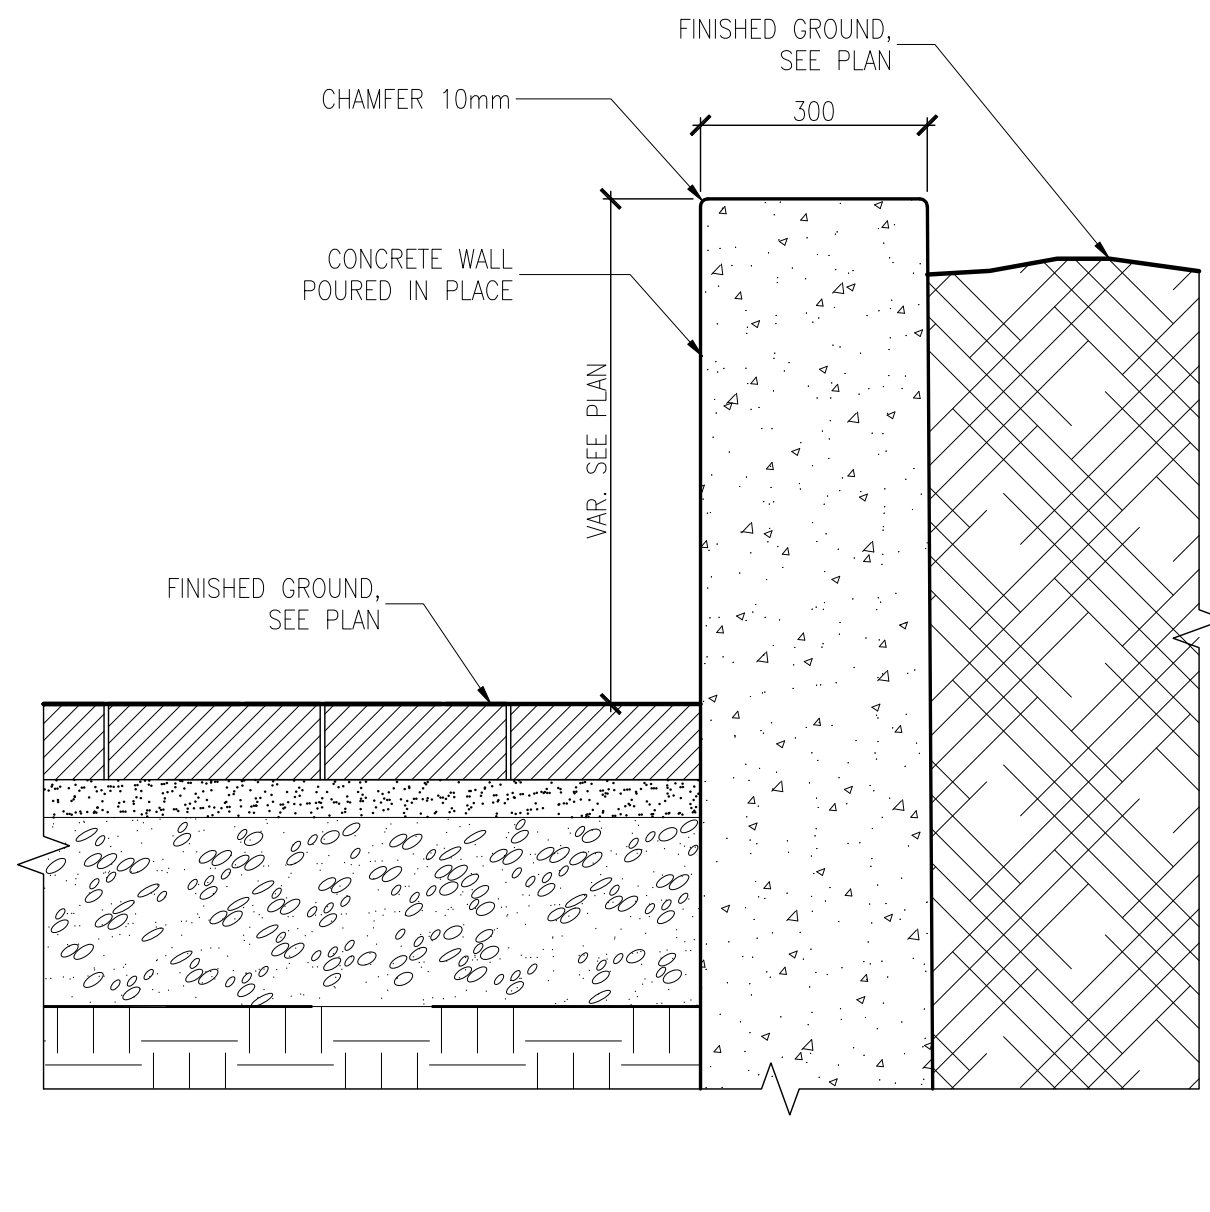 FINISHED GROUND,
SEE PLAN
CHAMFER 10mm
300
CONCRETE WALL
POURED IN PLACE
VAR. SEE PLAN
FINISHED GROUND,
SEE PLAN